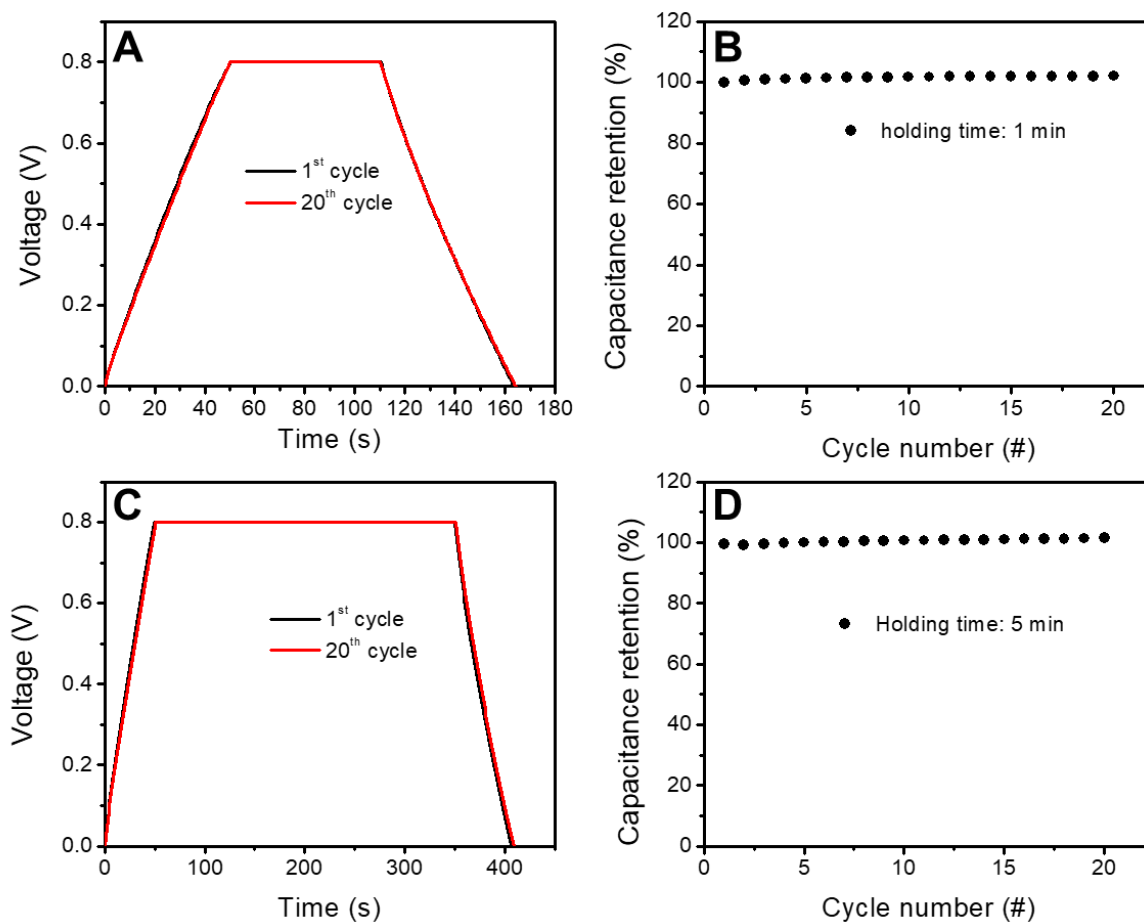 A
Voltage (V)
0.8
0.6
0.4
0.2
0.0
1st cycle
20th cycle
0 20 40 60 80 100 120 140 160 180
Time (s)
B
Capacitance retention (%)
120
100
80
60
40
20
0
holding time: 1 min
0 5 10 15 20
Cycle number (#)
C
Voltage (V)
0.8
0.6
0.4
0.2
0.0
1st cycle
20th cycle
0 100 200 300 400
Time (s)
D
Capacitance retention (%)
120
100
80
60
40
20
0
Holding time: 5 min
0 5 10 15 20
Cycle number (#)